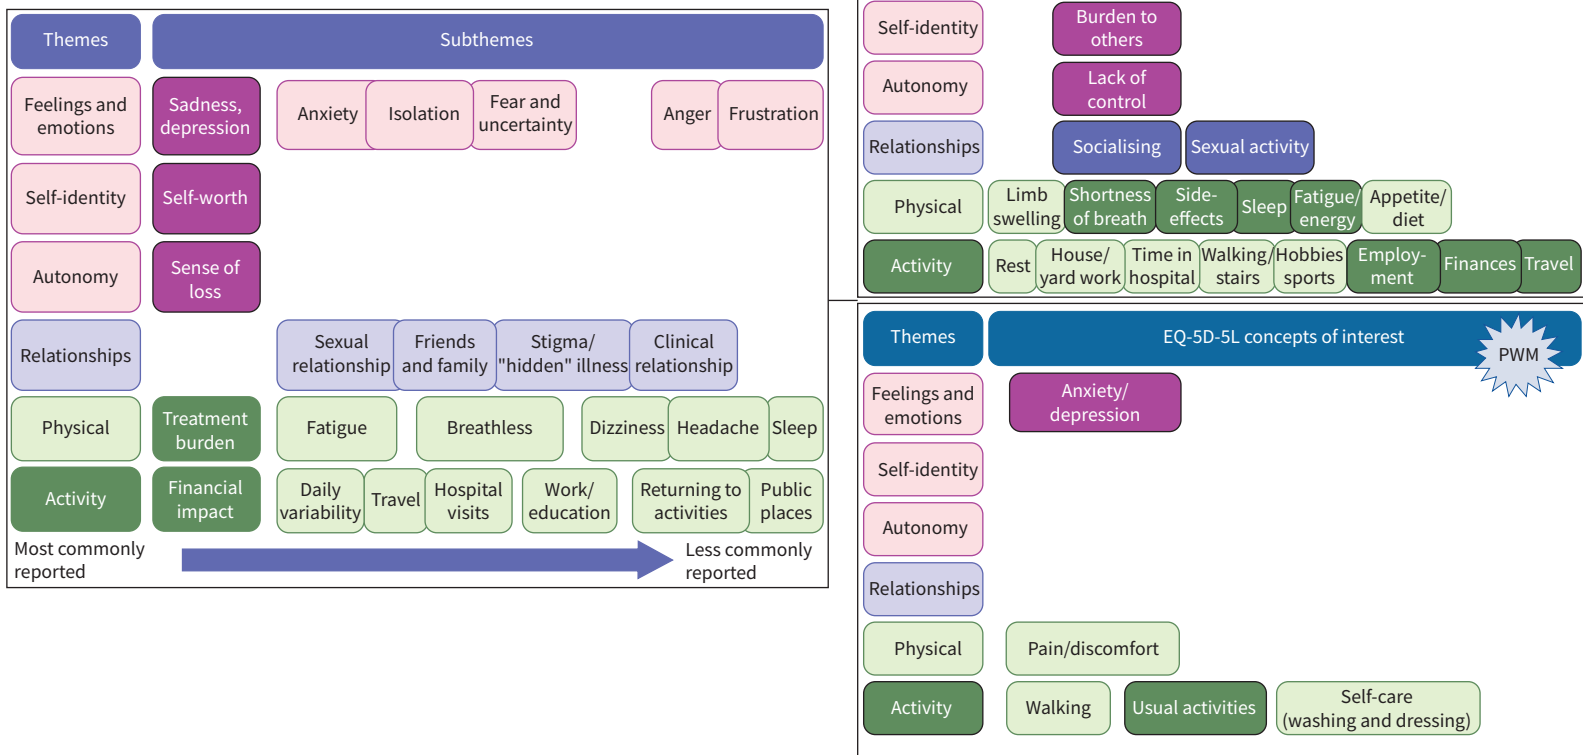 Themes
Subthemes
Feelings and
emotions
Sadness,
depression
Anxiety
Isolation
Fear and
uncertainty
Anger
Frustration
Self-identity
Self-worth
Autonomy
Sense of
loss
Relationships
Sexual
relationship
Friends
and family
Stigma/
"hidden" illness
Clinical
relationship
Physical
Treatment
burden
Fatigue
Breathless
Dizziness
Headache
Sleep
Activity
Financial
impact
Daily
variability
Travel
Hospital
visits
Work/
education
Returning to
activities
Public
places
Most commonly
reported
Less commonly
reported
Self-identity
Burden to
others
Autonomy
Lack of
control
Relationships
Socialising
Sexual activity
Physical
Limb
swelling
Shortness
of breath
Side-
effects
Sleep
Fatigue/
energy
Appetite/
diet
Activity
Rest
House/
yard work
Time in
hospital
Walking/
stairs
Hobbies
sports
Employ-
ment
Finances
Travel
Themes
EQ-5D-5L concepts of interest
PWM
Feelings and
emotions
Anxiety/
depression
Self-identity
Autonomy
Relationships
Physical
Pain/discomfort
Activity
Walking
Usual activities
Self-care
(washing and dressing)